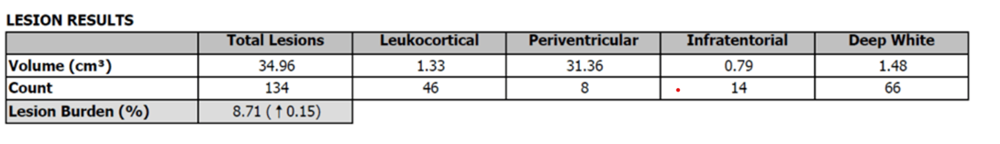 LESION RESULTS
Total Lesions Leukocortical Periventricular Infratentorial Deep White
Volume (cm³) 34.96 1.33 31.36 0.79 1.48
Count 134 46 8 14 66
Lesion Burden (%) 8.71 (↑0.15)